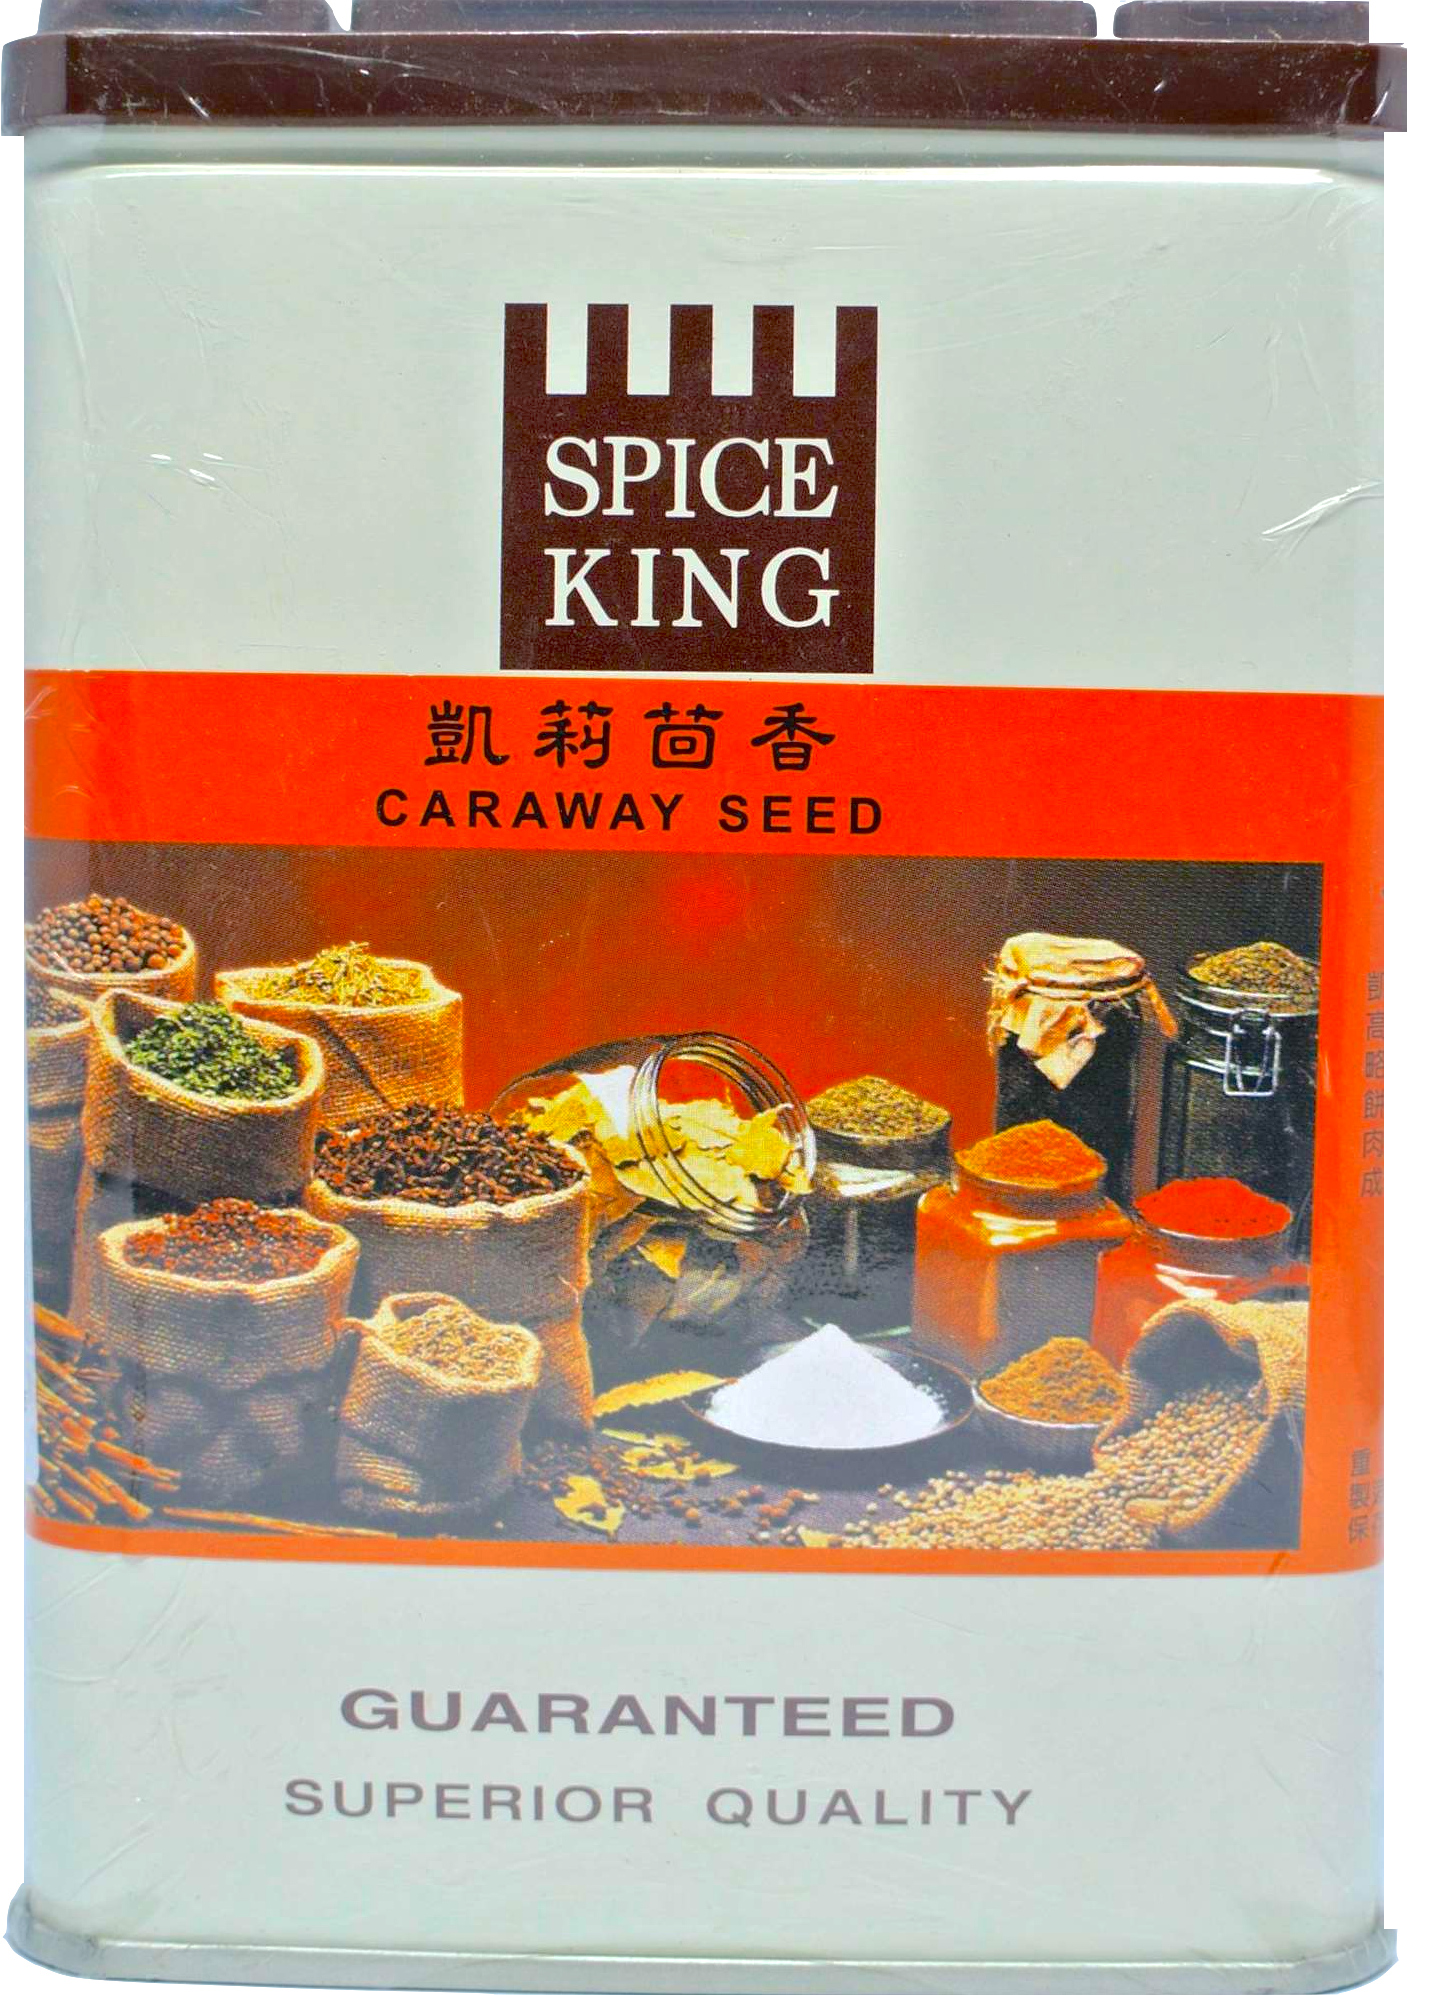 SPICE
KING
凱莉茴香
CARAWAY SEED
GUARANTEED
SUPERIOR QUALITY